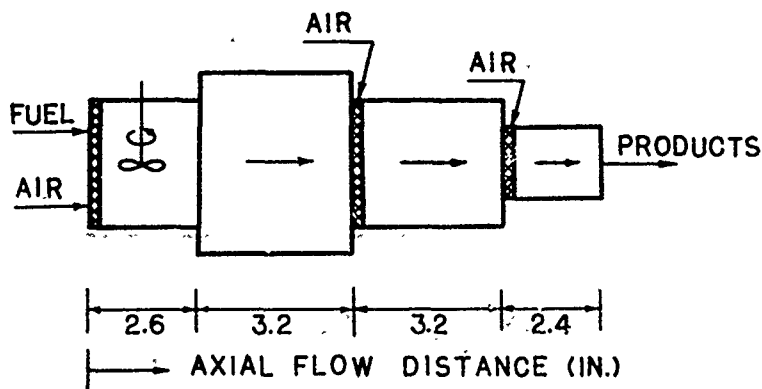 AIR
AIR
FUEL
PRODUCTS
AIR
2.6 3.2 3.2 2.4
AXIAL FLOW DISTANCE (IN.)